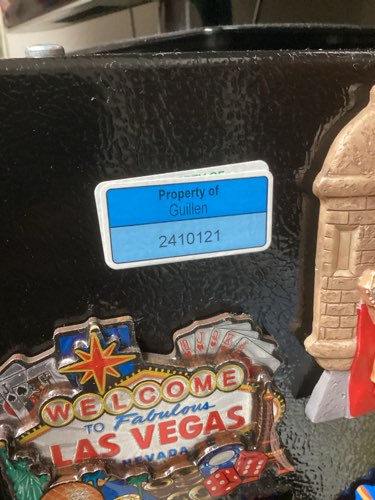 Property of
Guillen
2410121
WELCOME
TO Fabulous
LAS VEGAS
NEVADA